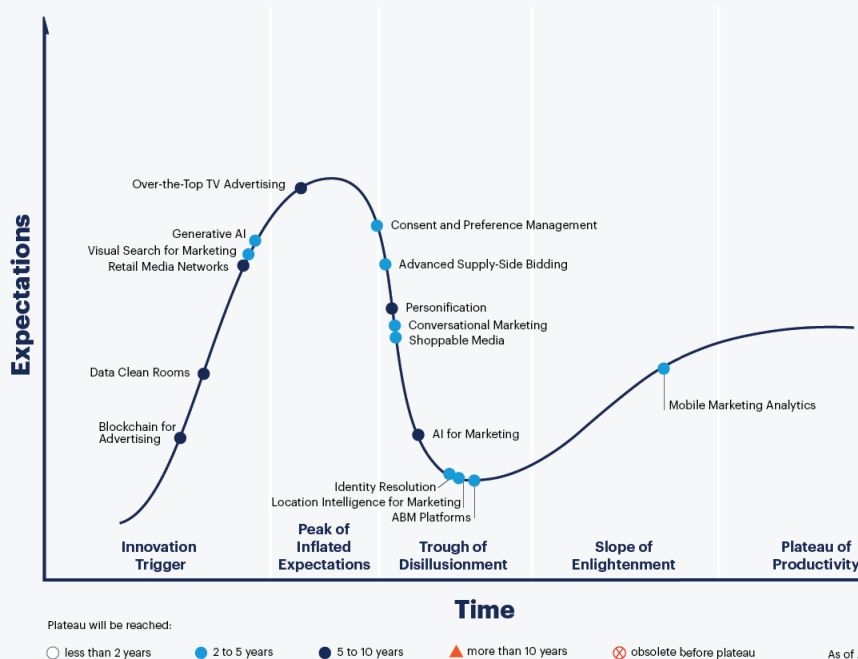 Expectations
Over-the-Top TV Advertising
Generative AI
Visual Search for Marketing
Retail Media Networks
Data Clean Rooms
Blockchain for
Advertising
Consent and Preference Management
Advanced Supply-Side Bidding
Personification
Conversational Marketing
Shoppable Media
AI for Marketing
Identity Resolution
Location Intelligence for Marketing
ABM Platforms
Mobile Marketing Analytics
Innovation
Trigger
Peak of
Inflated
Expectations
Trough of
Disillusionment
Slope of
Enlightenment
Plateau of
Productivity
Time
Plateau will be reached:
less than 2 years
2 to 5 years
5 to 10 years
more than 10 years
obsolete before plateau
As of